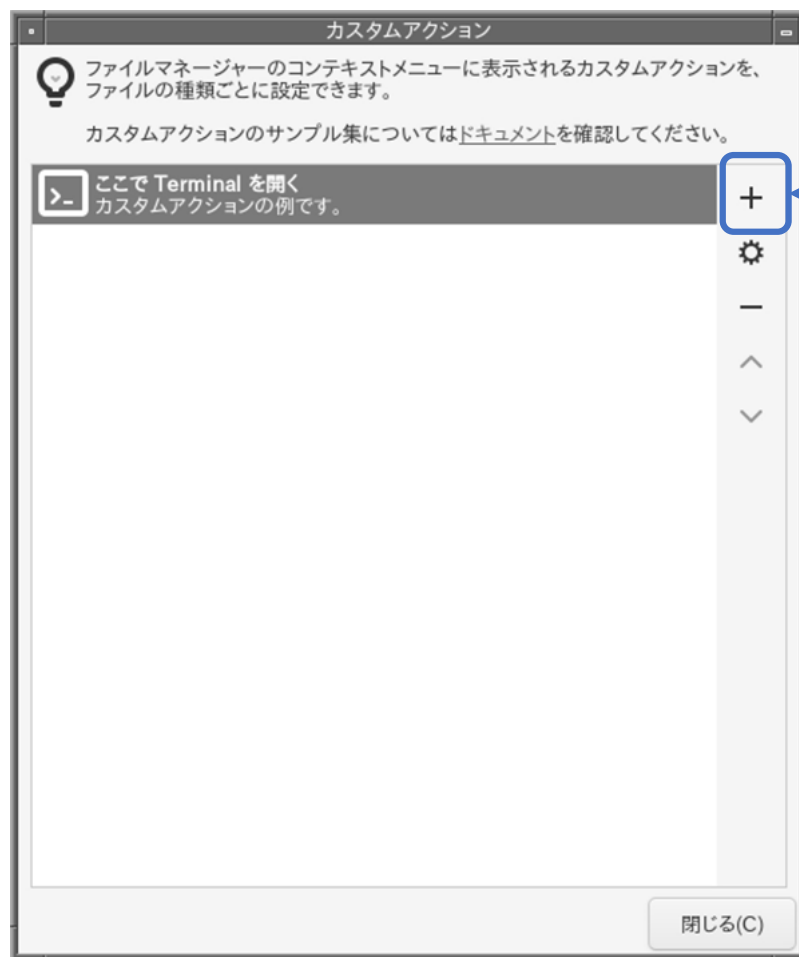 カスタムアクション
ファイルマネージャーのコンテキストメニューに表示されるカスタムアクションを、
ファイルの種類ごとに設定できます。
カスタムアクションのサンプル集についてはドキュメントを確認してください。
ここで Terminal を開く
カスタムアクションの例です。
閉じる(C)